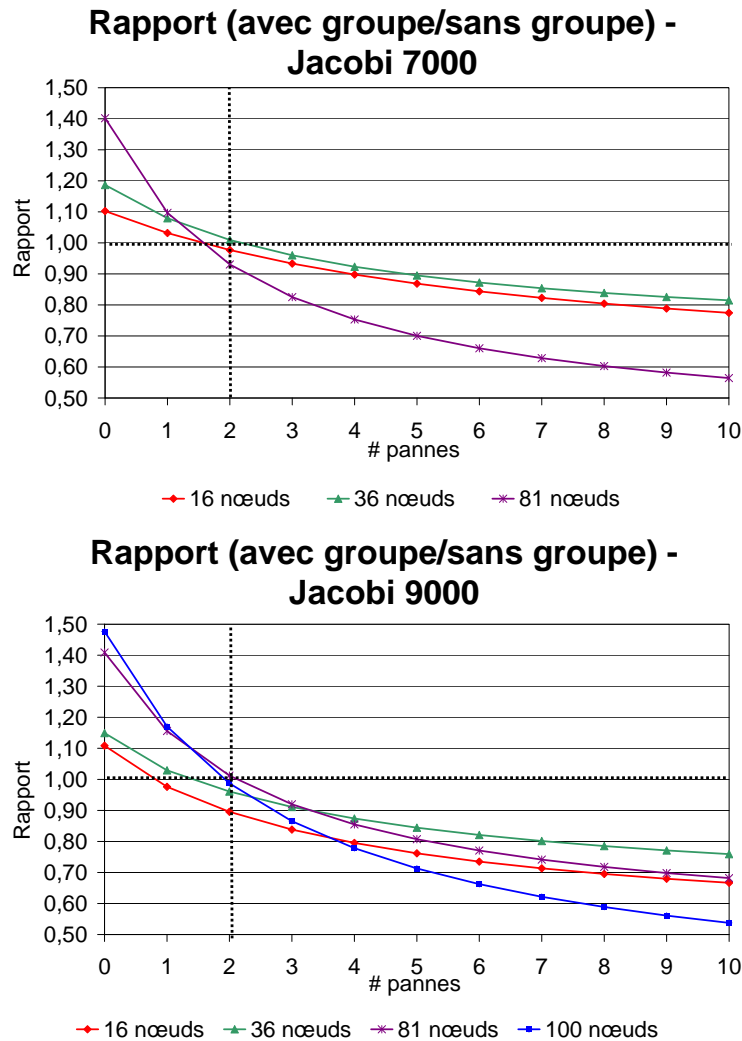 Rapport (avec groupe/sans groupe) -
Jacobi 7000
1,50
1,40
1,30
1,20
1,10
1,00
0,90
0,80
0,70
0,60
0,50
Rapport
0 1 2 3 4 5 6 7 8 9 10
# pannes
16 nœuds 36 nœuds 81 nœuds
Rapport (avec groupe/sans groupe) -
Jacobi 9000
1,50
1,40
1,30
1,20
1,10
1,00
0,90
0,80
0,70
0,60
0,50
Rapport
0 1 2 3 4 5 6 7 8 9 10
# pannes
16 nœuds 36 nœuds 81 nœuds 100 nœuds